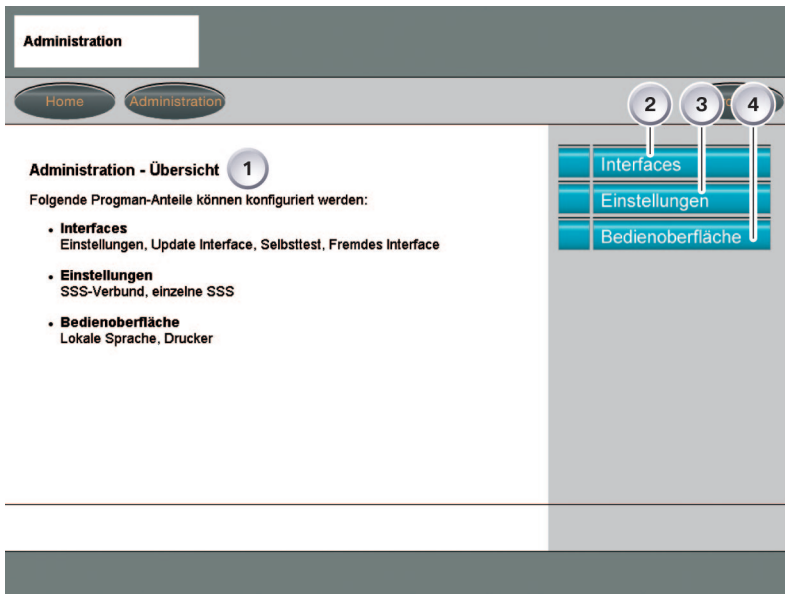 Administration
Home
Administration
2
3
4
Administration - Übersicht
1
Folgende Progman-Anteile können konfiguriert werden:
• Interfaces
Einstellungen, Update Interface, Selbsttest, Fremdes Interface
• Einstellungen
SSS-Verbund, einzelne SSS
• Bedienoberfläche
Lokale Sprache, Drucker
Interfaces
Einstellungen
Bedienoberfläche